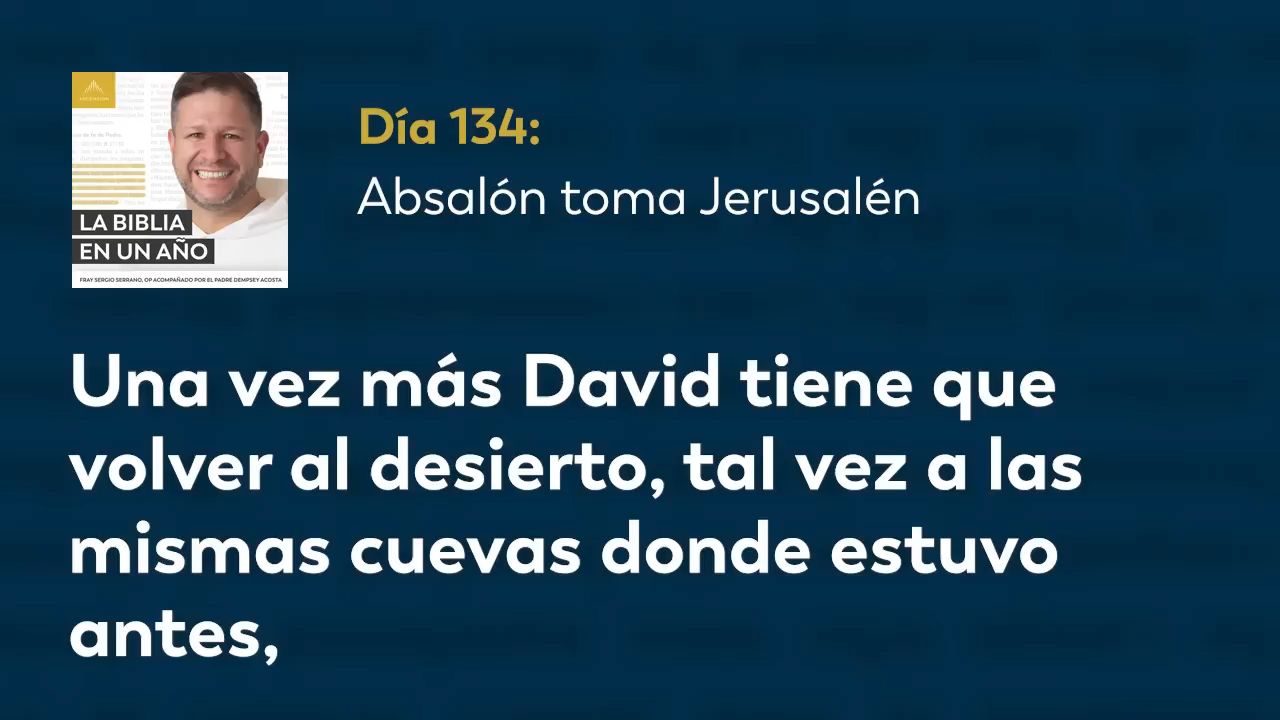 ASCENSION
LA BIBLIA
EN UN AÑO
FRAY SERGIO SERRANO, OP ACOMPAÑADO POR EL PADRE DEMPSEY ACOSTA
Día 134:
Absalón toma Jerusalén
Una vez más David tiene que
volver al desierto, tal vez a las
mismas cuevas donde estuvo
antes,